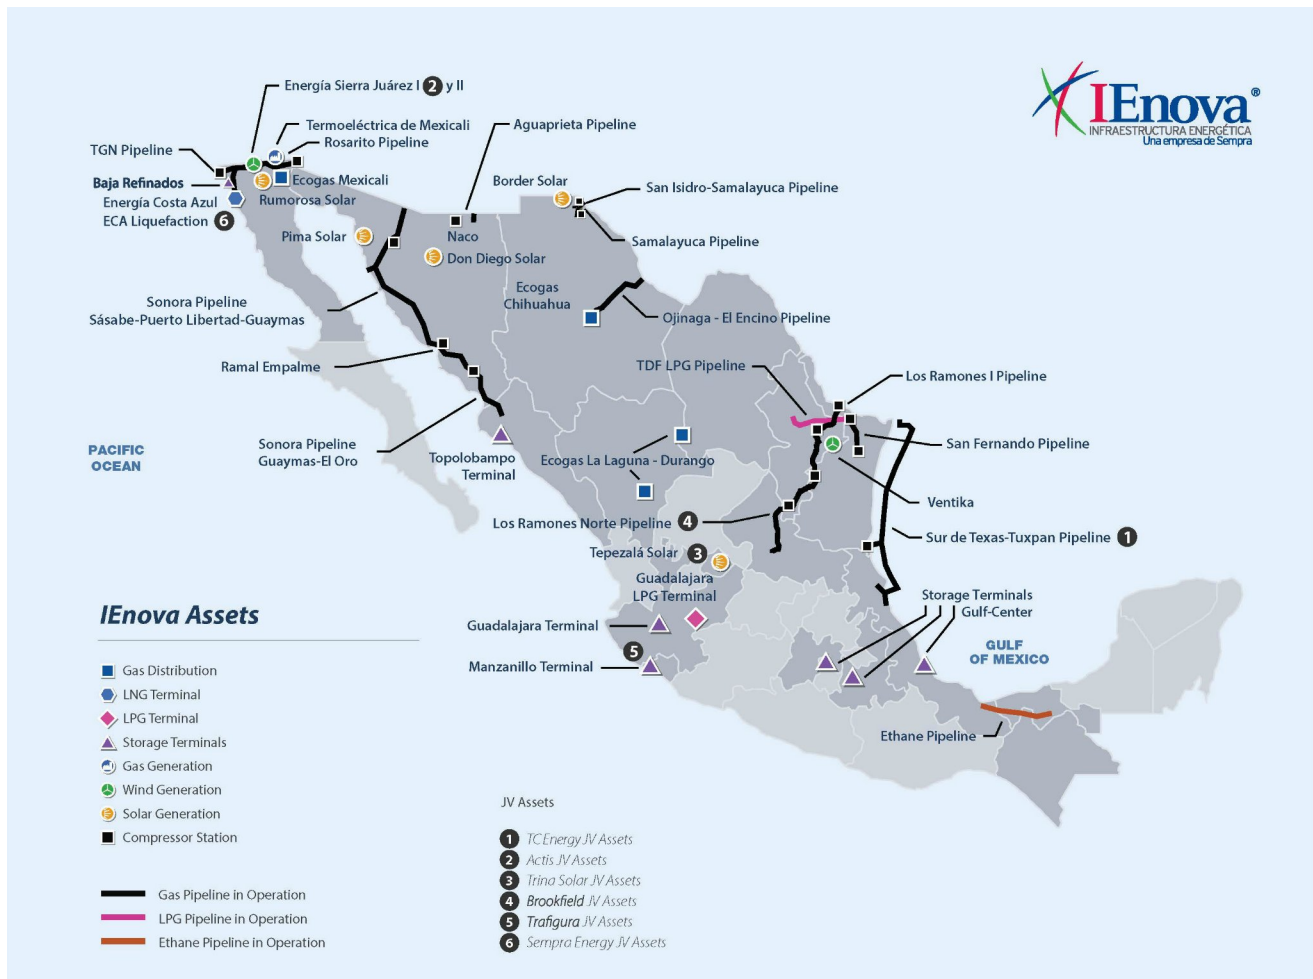 IEnova®
INFRAESTRUCTURA ENERGÉTICA
Una empresa de Sempra
Energía Sierra Juárez I 2 y II
Termoeléctrica de Mexicali
Rosarito Pipeline
Aguaprieta Pipeline
TGN Pipeline
Baja Refinados
Ecogas Mexicali
Energía Costa Azul
Rumorosa Solar
ECA Liquefaction 6
Border Solar
San Isidro-Samalayuca Pipeline
Samalayuca Pipeline
Pima Solar
Naco
Don Diego Solar
Ecogas
Chihuahua
Ojinaga - El Encino Pipeline
Sonora Pipeline
Sásabe-Puerto Libertad-Guaymas
Ramal Empalme
TDF LPG Pipeline
Los Ramones I Pipeline
San Fernando Pipeline
PACIFIC
OCEAN
Sonora Pipeline
Guaymas-El Oro
Topolobampo
Terminal
Ecogas La Laguna - Durango
Ventika
Los Ramones Norte Pipeline 4
Sur de Texas-Tuxpan Pipeline 1
Tepezalá Solar 3
Guadalajara
LPG Terminal
Storage Terminals
Gulf-Center
Guadalajara Terminal
5
Manzanillo Terminal
GULF
OF MEXICO
Ethane Pipeline
IEnova Assets
Gas Distribution
LNG Terminal
LPG Terminal
Storage Terminals
Gas Generation
Wind Generation
Solar Generation
Compressor Station
Gas Pipeline in Operation
LPG Pipeline in Operation
Ethane Pipeline in Operation
JV Assets
1 TC Energy JV Assets
2 Actis JV Assets
3 Trina Solar JV Assets
4 Brookfield JV Assets
5 Trafigura JV Assets
6 Sempra Energy JV Assets